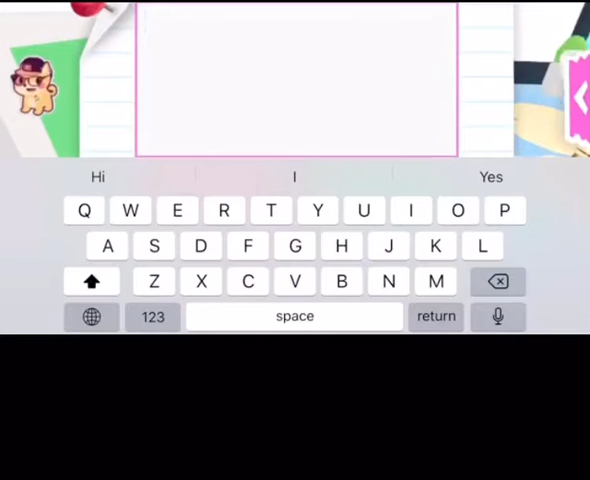 Hi I Yes
Q W E R T Y U I O P
A S D F G H J K L
Z X C V B N M
123 space return